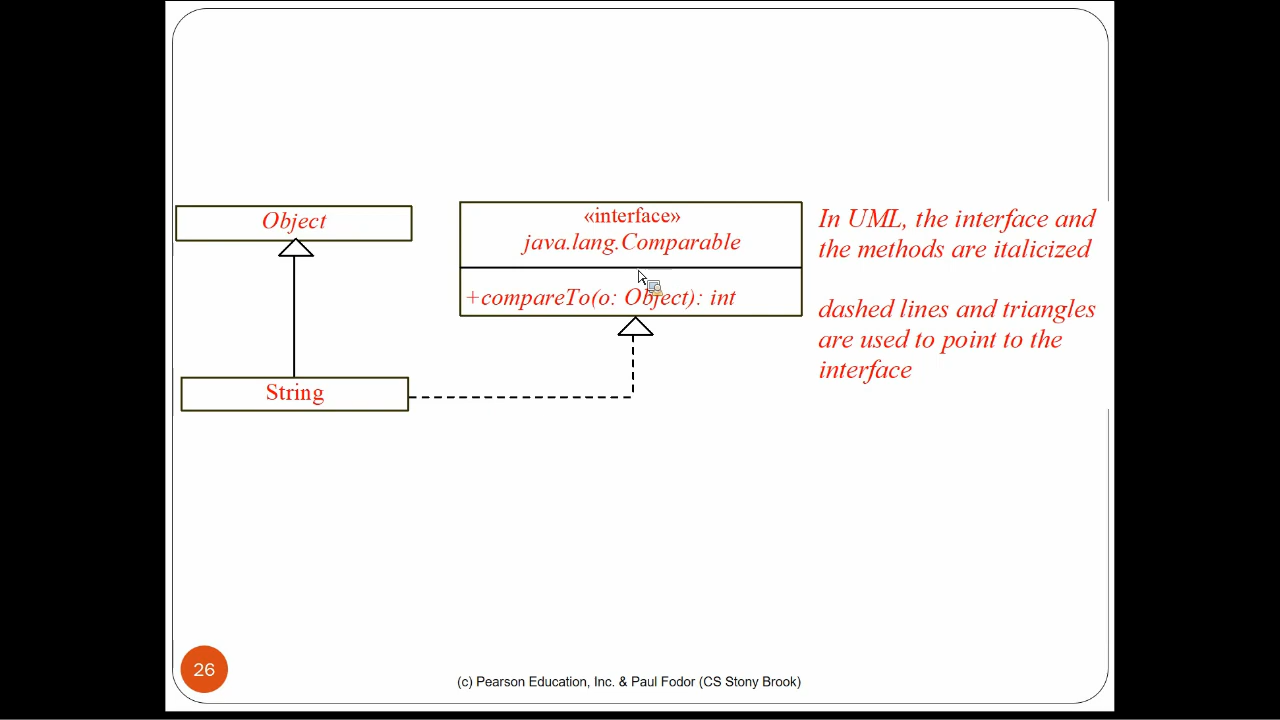 Object
«interface»
java.lang.Comparable
+compareTo(o: Object): int
String
In UML, the interface and
the methods are italicized
dashed lines and triangles
are used to point to the
interface
26
(c) Pearson Education, Inc. & Paul Fodor (CS Stony Brook)